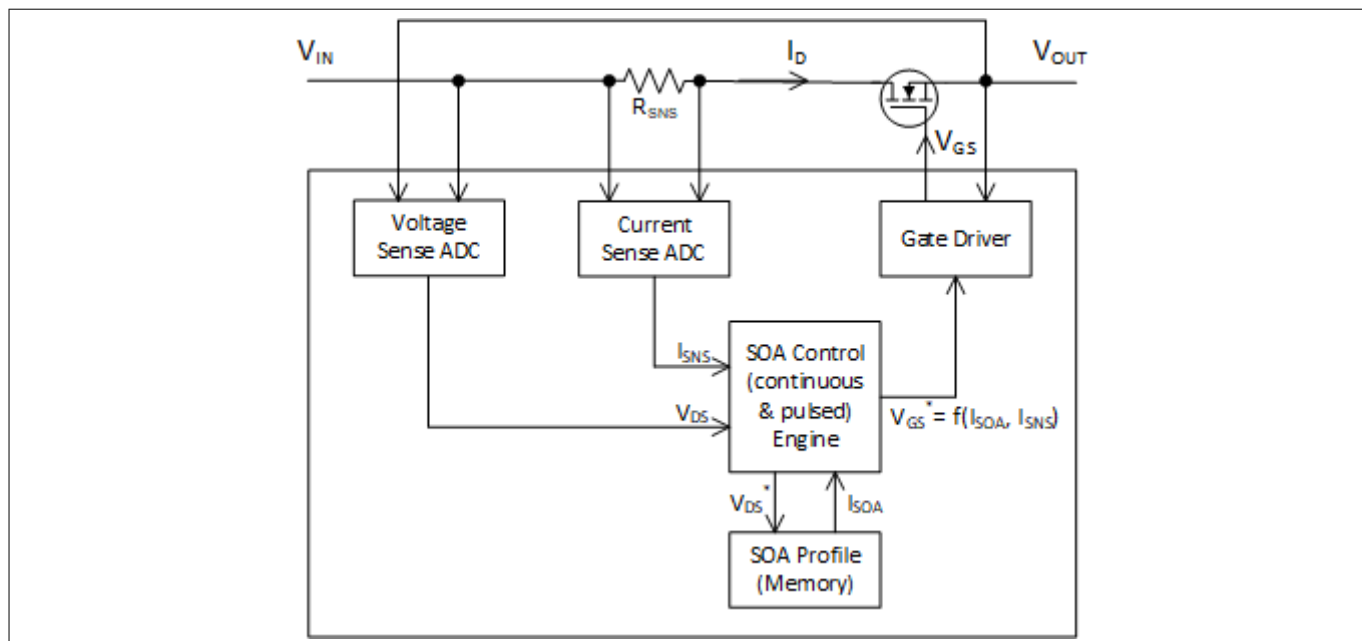 V_IN
I_D
V_OUT
R_SNS
V_GS
Voltage
Sense ADC
Current
Sense ADC
Gate Driver
I_SNS
SOA Control
(continuous
& pulsed)
Engine
V_DS
V_GS* = f(I_SOA, I_SNS)
V_DS*
I_SOA
SOA Profile
(Memory)